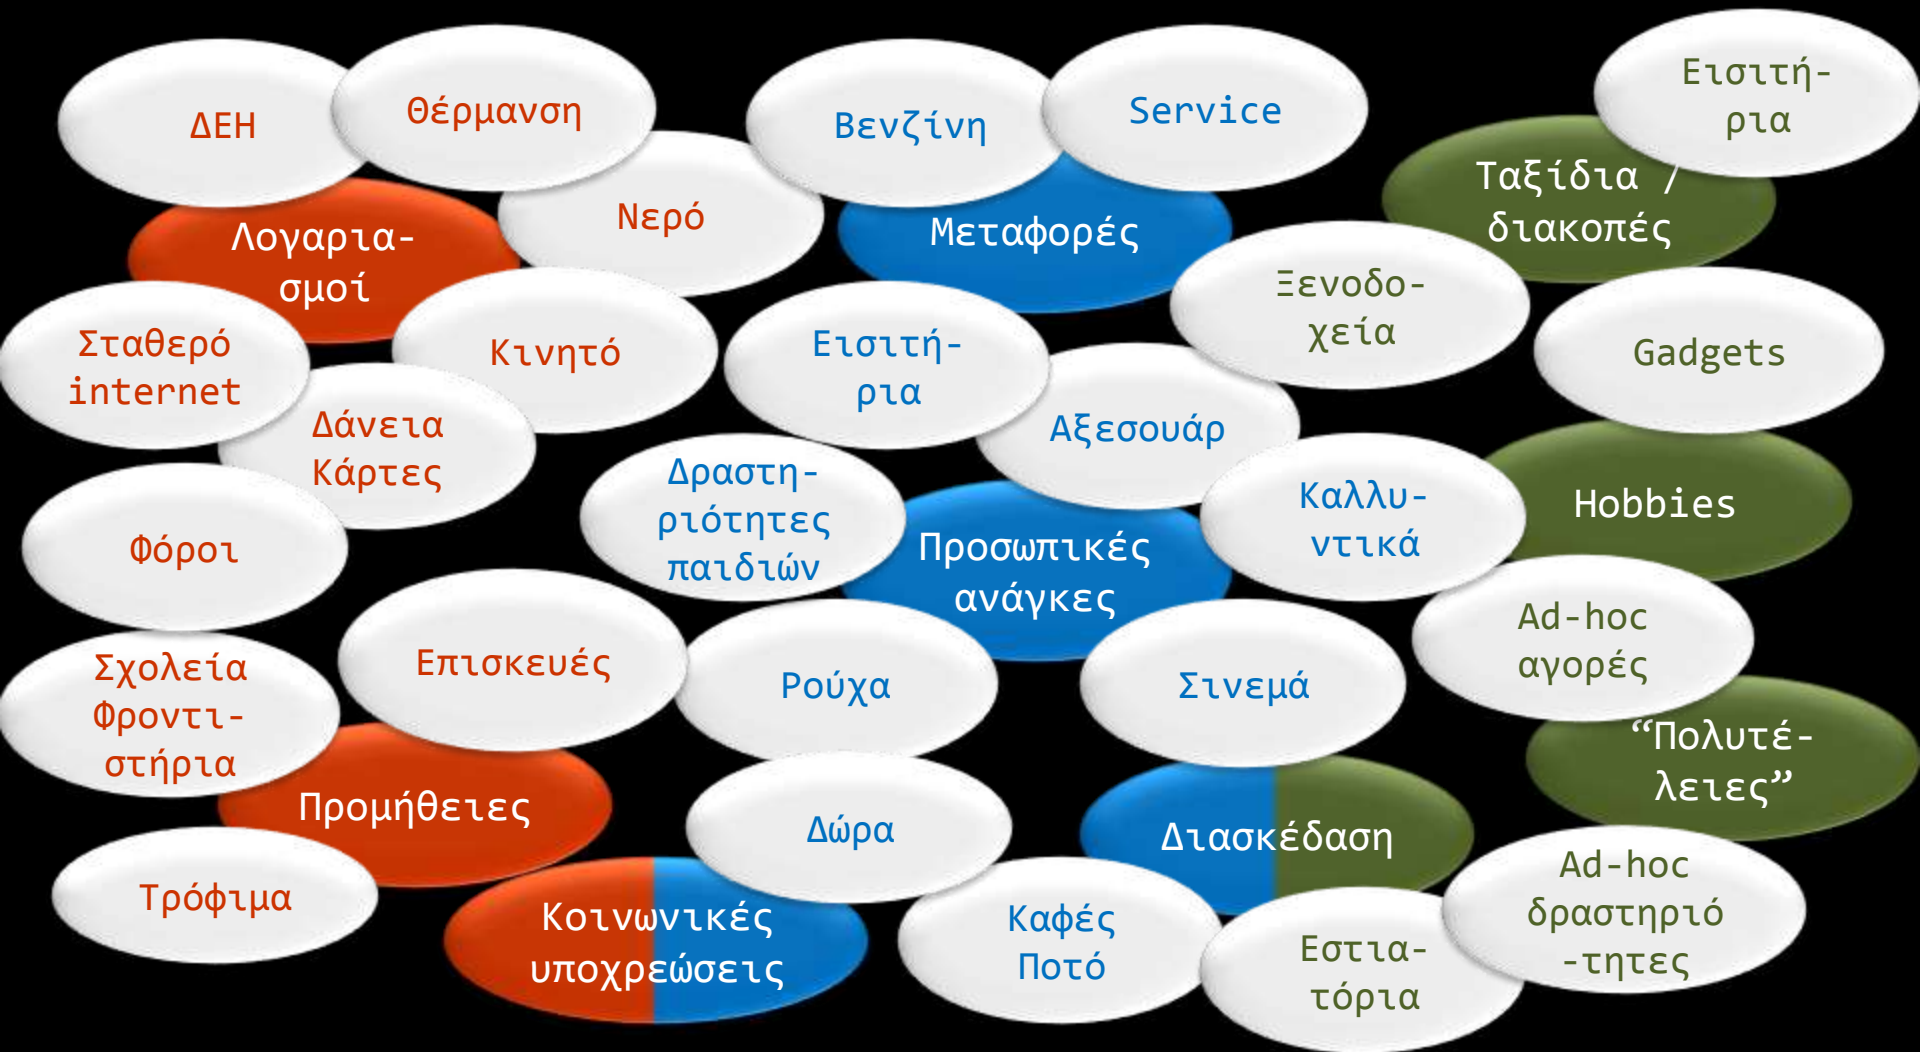 ΔΕΗ
Θέρμανση
Βενζίνη
Service
Εισιτή-
ρια
Λογαρια-
σμοί
Νερό
Μεταφορές
Ταξίδια /
διακοπές
Σταθερό
internet
Κινητό
Εισιτή-
ρια
Ξενοδο-
χεία
Gadgets
Δάνεια
Κάρτες
Αξεσουάρ
Δραστη-
ριότητες
παιδιών
Καλλυ-
ντικά
Hobbies
Φόροι
Προσωπικές
ανάγκες
Ad-hoc
αγορές
Σχολεία
Φροντι-
στήρια
Επισκευές
Ρούχα
Σινεμά
“Πολυτέ-
λειες”
Προμήθειες
Δώρα
Διασκέδαση
Τρόφιμα
Κοινωνικές
υποχρεώσεις
Καφές
Ποτό
Εστια-
τόρια
Ad-hoc
δραστηριό
-τητες